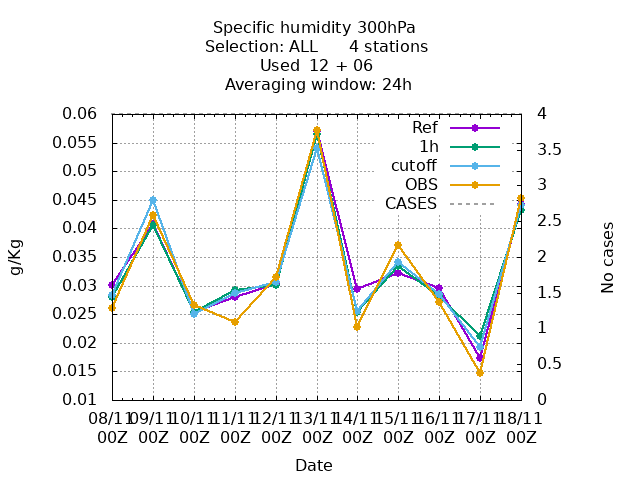 Specific humidity 300hPa
Selection: ALL      4 stations
Used  12 + 06
Averaging window: 24h
0.06
0.055
0.05
0.045
0.04
0.035
0.03
0.025
0.02
0.015
0.01
g/Kg
Ref
1h
cutoff
OBS
CASES
4
3.5
3
2.5
2
1.5
1
0.5
0
No cases
08/11 09/11 10/11 11/11 12/11 13/11 14/11 15/11 16/11 17/11 18/11
00Z 00Z 00Z 00Z 00Z 00Z 00Z 00Z 00Z 00Z 00Z
Date